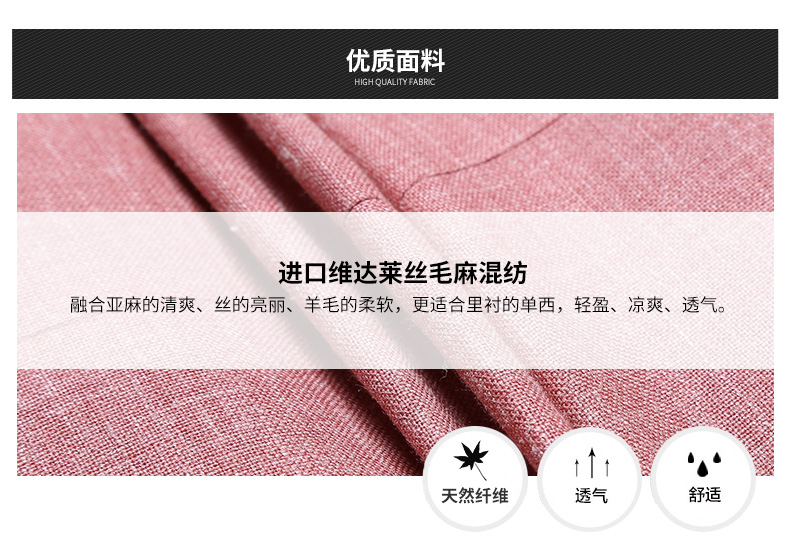 优质面料
HIGH QUALITY FABRIC
进口维达莱丝毛麻混纺
融合亚麻的清爽、丝的亮丽、羊毛的柔软，更适合里衬的单西，轻盈、凉爽、透气。
天然纤维
透气
舒适